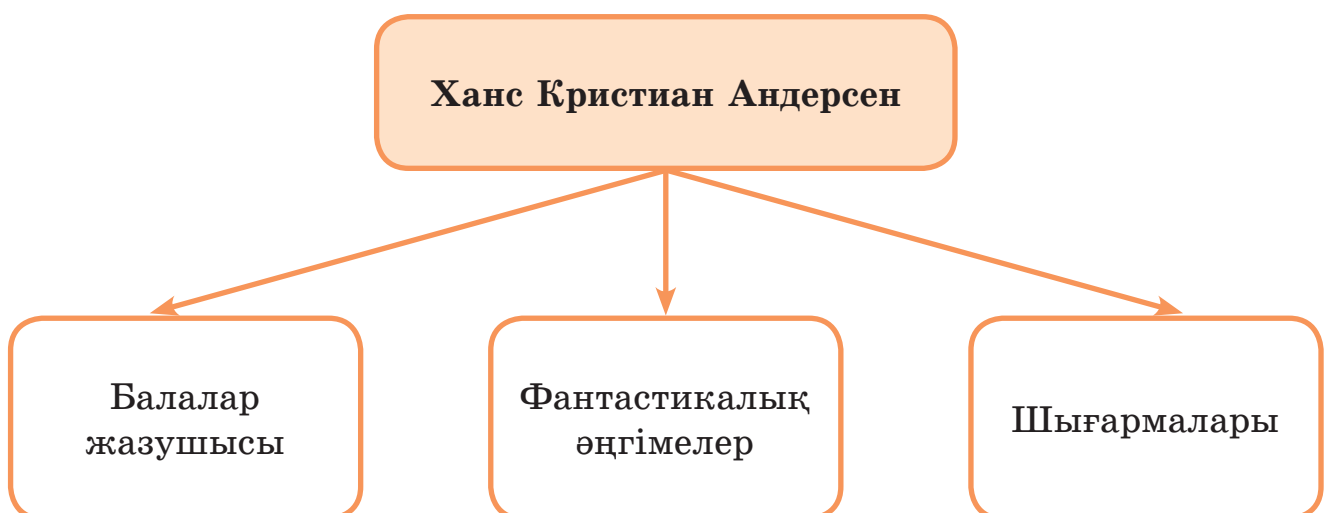 Ханс Кристиан Андерсен
Балалар
жазушысы
Фантастикалық
әңгімелер
Шығармалары